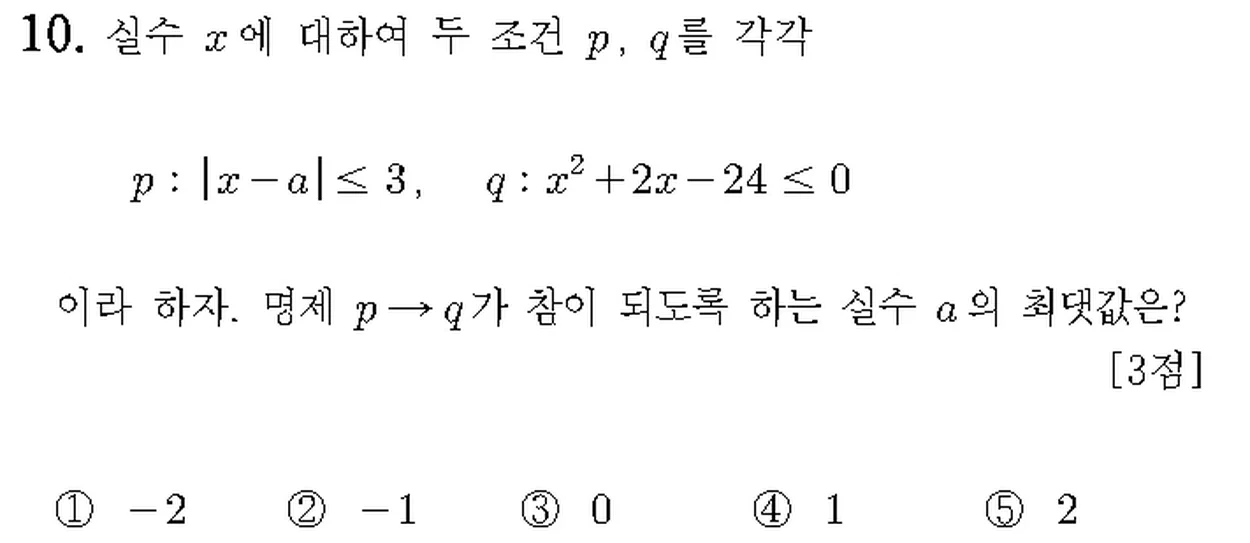 10. 실수 x에 대하여 두 조건 p, q를 각각
p : |x-a| ≤ 3, q : x²+2x-24 ≤ 0
이라 하자. 명제 p → q가 참이 되도록 하는 실수 a의 최댓값은?
[3점]
① -2 ② -1 ③ 0 ④ 1 ⑤ 2